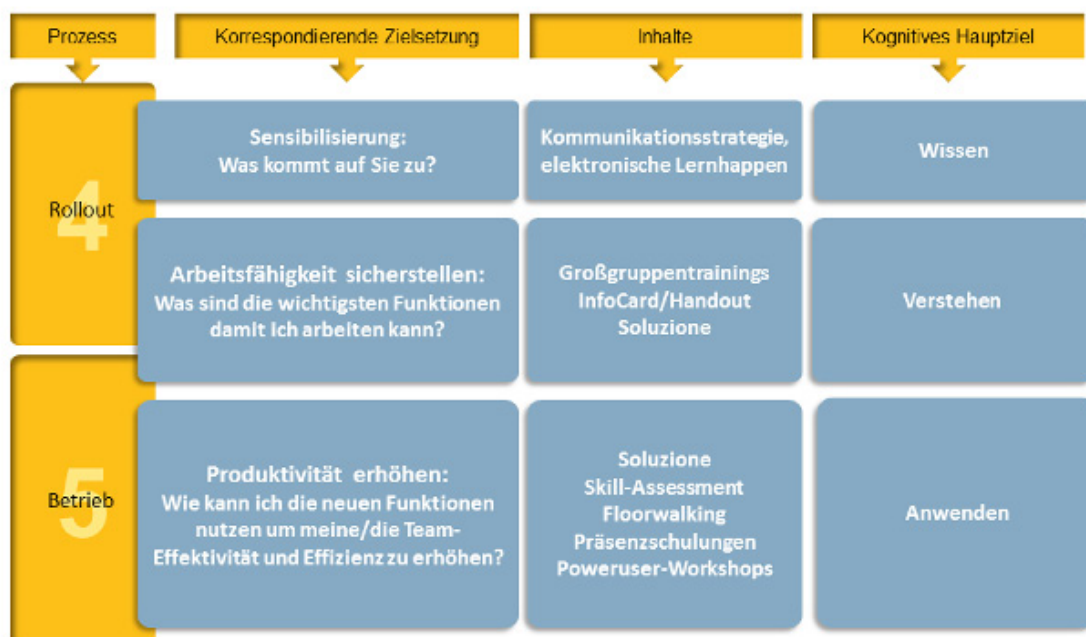 Prozess
Korrespondierende Zielsetzung
Inhalte
Kognitives Hauptziel
4
Rollout
Sensibilisierung:
Was kommt auf Sie zu?
Kommunikationsstrategie,
elektronische Lernhappen
Wissen
Arbeitsfähigkeit sicherstellen:
Was sind die wichtigsten Funktionen
damit ich arbeiten kann?
Großgruppentrainings
InfoCard/Handout
Soluzione
Verstehen
5
Betrieb
Produktivität erhöhen:
Wie kann ich die neuen Funktionen
nutzen um meine/die Team-
Effektivität und Effizienz zu erhöhen?
Soluzione
Skill-Assessment
Floorwalking
Präsenzschulungen
Poweruser-Workshops
Anwenden